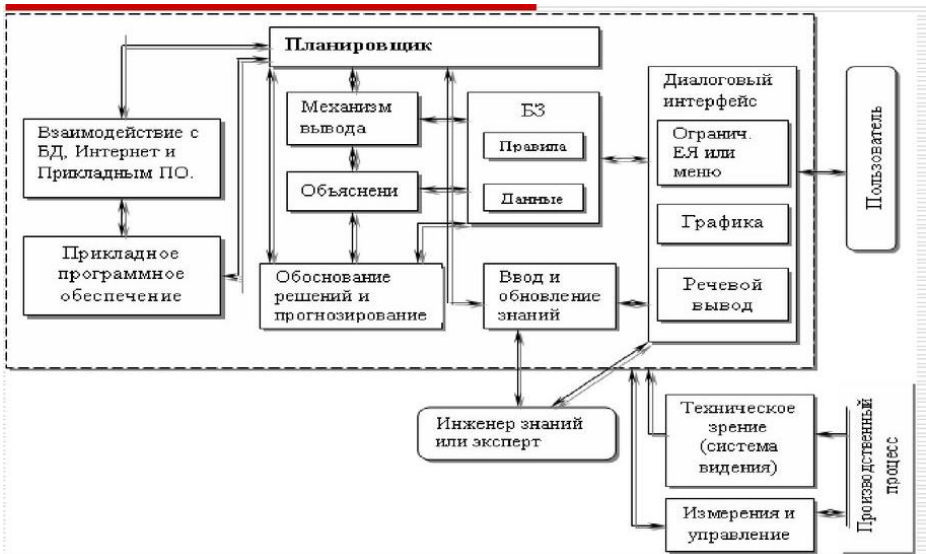 Планировщик
Взаимодействие с
БД, Интернет и
Прикладным ПО.
Прикладное
программное
обеспечение
Механизм
вывода
Обьяснени
Обоснование
решений и
прогнозирование
БЗ
Правила
Данные
Ввод и
обновление
знаний
Диалоговый
интерфейс
Огранич.
ЕЯ или
меню
Графика
Речевой
вывод
Пользователь
Инженер знаний
или эксперт
Техническое
зрение
(система
видения)
Измерения и
управление
Производственный
процесс